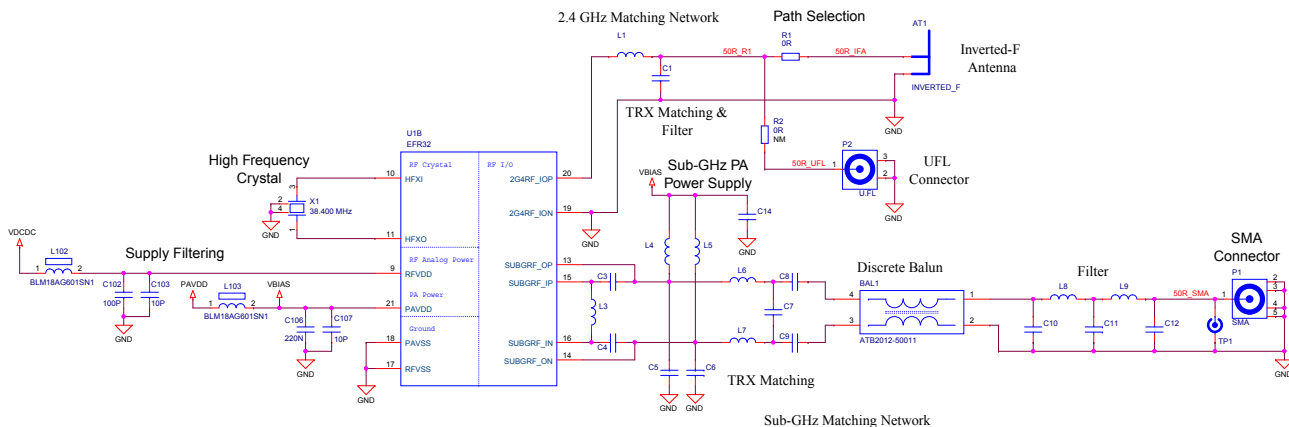 2.4 GHz Matching Network
Path Selection
L1
R1
0R
AT1
50R_R1
50R_IFA
Inverted-F
Antenna
C1
INVERTED_F
TRX Matching &
Filter
GND
R2
0R
NM
P2
50R_UFL
1
3
2
U.FL
UFL
Connector
GND
U1B
EFR32
RF Crystal
RF I/O
High Frequency
Crystal
10
HFXI
2G4RF_IOP
20
3
2
4
X1
38.400 MHz
1
GND
2G4RF_ION
19
GND
11
HFXO
Sub-GHz PA
Power Supply
VBIAS
C14
GND
L4
L5
VDCDC
L102
1
2
BLM18AG601SN1
Supply Filtering
RF Analog Power
9
RFVDD
SUBGRF_OP
13
SUBGRF_IP
15
C102
100P
C103
10P
GND
PAVDD
L103
1
2
BLM18AG601SN1
VBIAS
PA Power
21
PAVDD
C106
220N
C107
10P
GND
Ground
18
PAVSS
17
RFVSS
GND
SUBGRF_IN
16
SUBGRF_ON
14
C3
L3
C4
L6
C8
C7
L7
C9
C5
C6
GND
GND
TRX Matching
Discrete Balun
BAL1
4
1
3
2
ATB2012-50011
Filter
L8
L9
50R_SMA
C10
C11
C12
TP1
SMA
Connector
P1
1
2
3
4
5
SMA
GND
Sub-GHz Matching Network